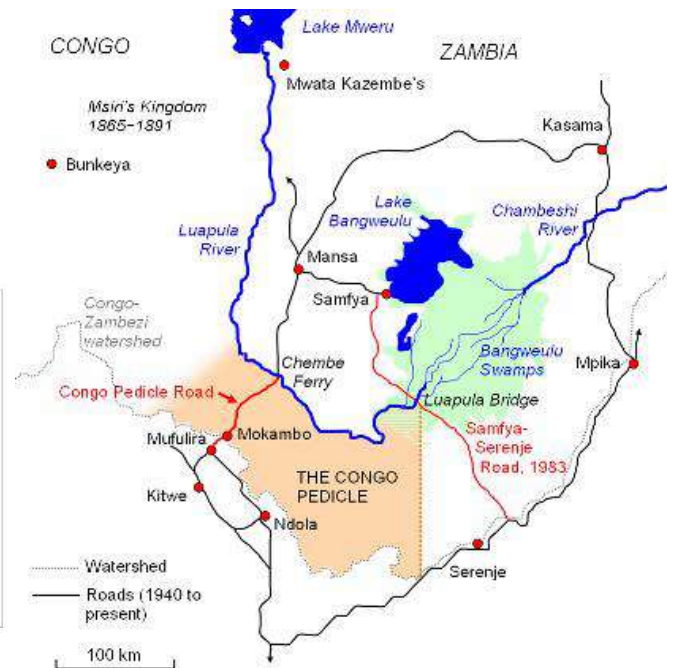 CONGO
Lake Mweru
ZAMBIA
Mwata Kazembe's
Msiri's Kingdom
1865-1891
Kasama
Bunkeya
Lake
Bangweulu
Chambeshi
River
Luapula
River
Mansa
Samfya
Congo-
Zambezi
watershed
Bangweulu
Swamps
Mpika
Chembe
Ferry
Congo Pedicle Road
Luapula Bridge
Samfya-
Serenje
Road, 1983
Mokambo
Mufulira
THE CONGO
PEDICLE
Kitwe
Ndola
Serenje
Watershed
Roads (1940 to
present)
100 km